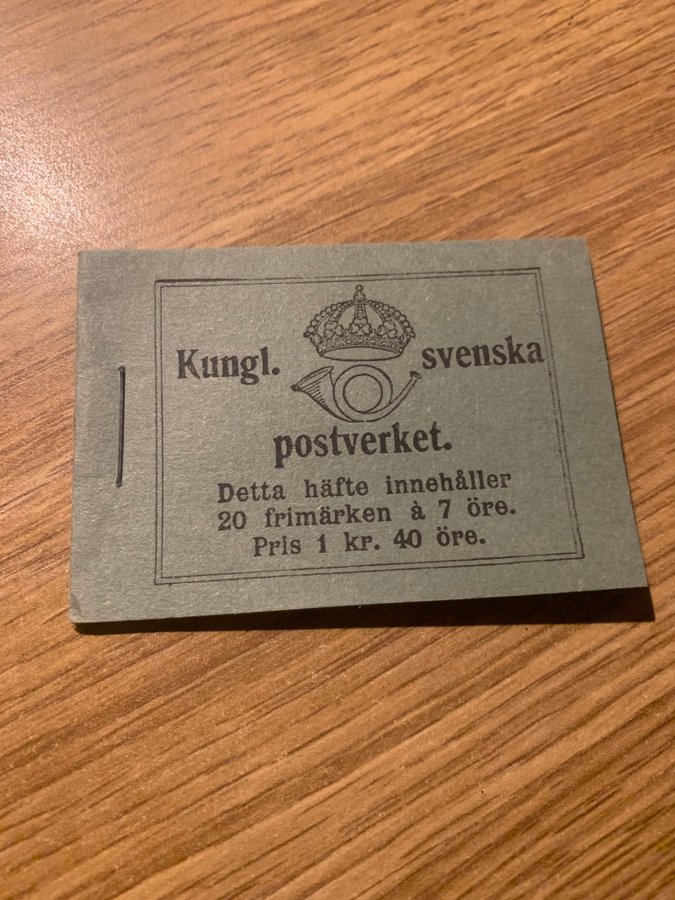 Kungl. svenska
postverket.
Detta häfte innehåller
20 frimärken à 7 öre.
Pris 1 kr. 40 öre.